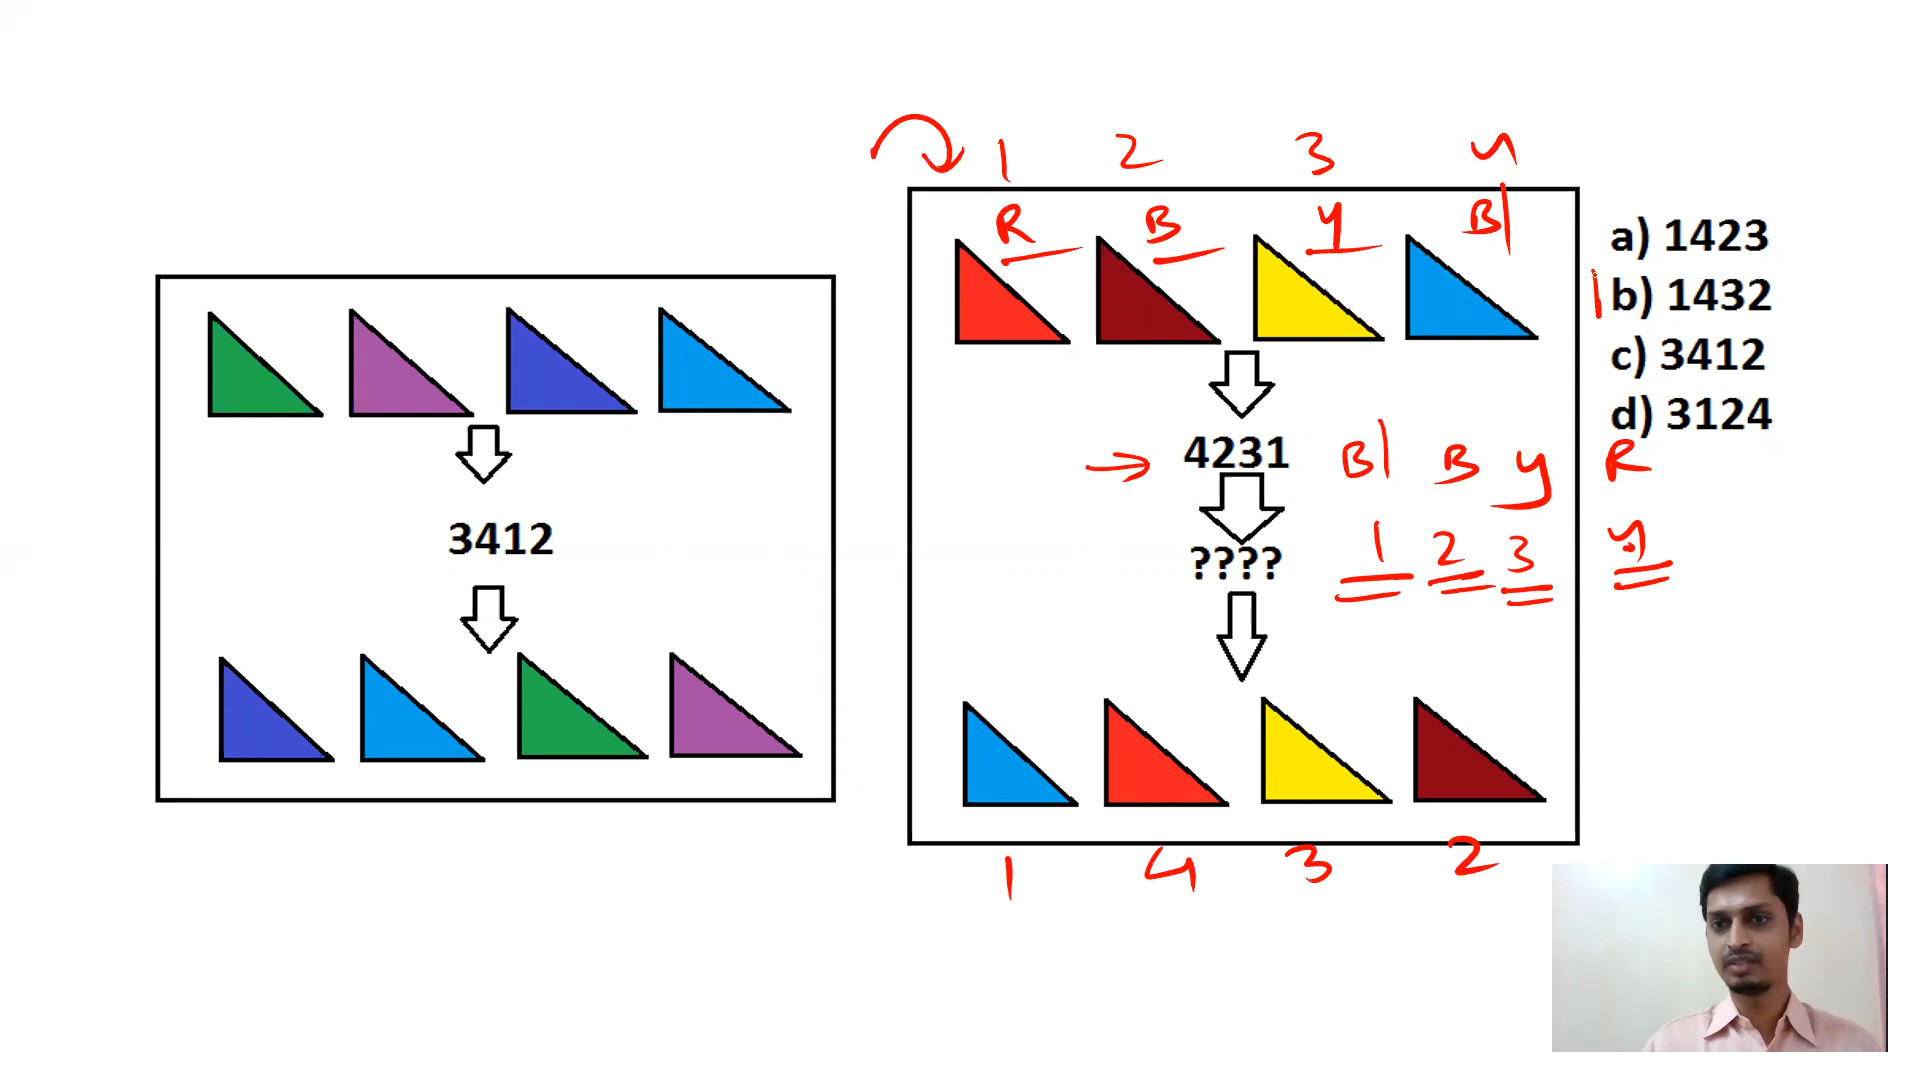 1 2 3 4
R B Y Bl
a) 1423
b) 1432
c) 3412
d) 3124
3412
4231 Bl B y R
???? 1 2 3 4
1 4 3 2